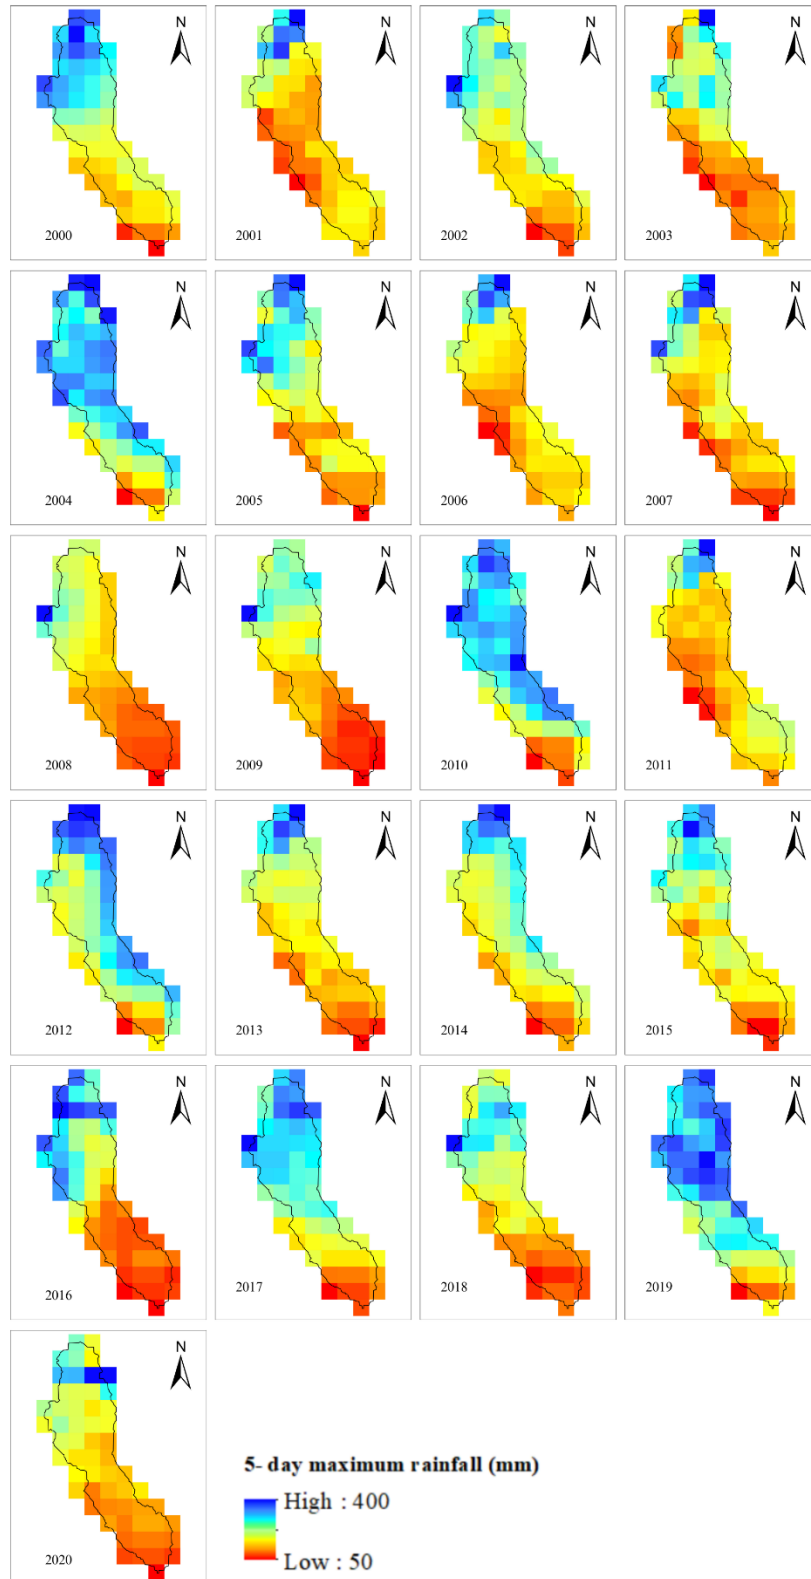 N N N N
2000 2001 2002 2003
N N N N
2004 2005 2006 2007
N N N N
2008 2009 2010 2011
N N N N
2012 2013 2014 2015
N N N N
2016 2017 2018 2019
N
5- day maximum rainfall (mm)
High : 400
Low : 50
2020